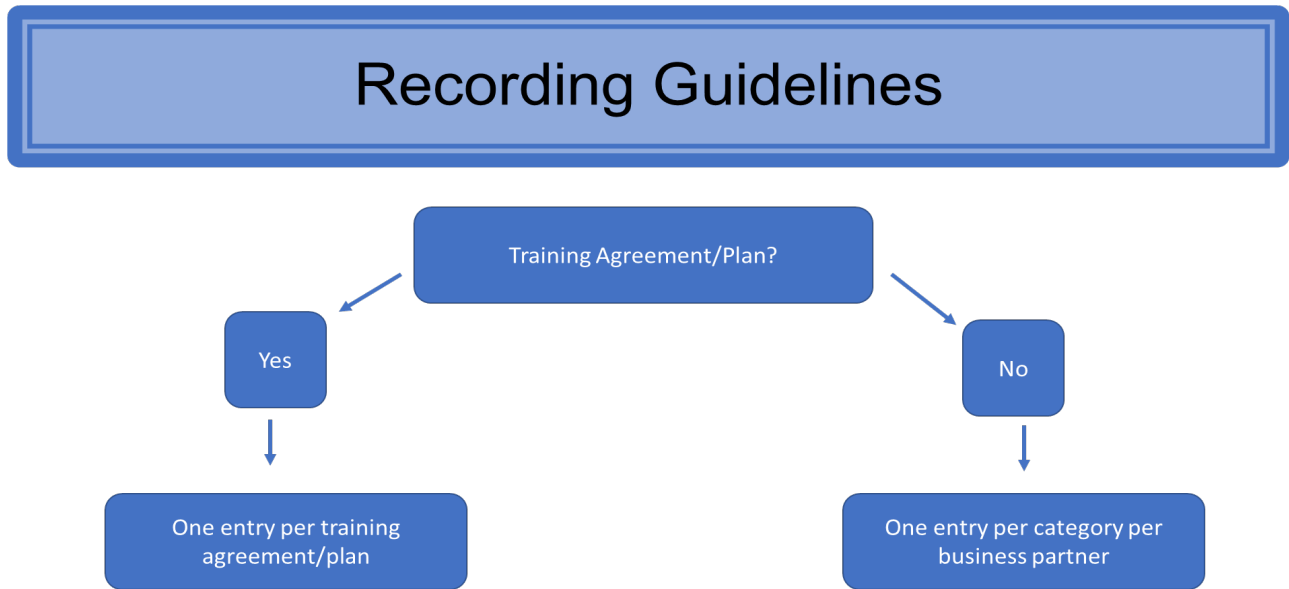 Recording Guidelines
Training Agreement/Plan?
Yes
No
One entry per training
agreement/plan
One entry per category per
business partner